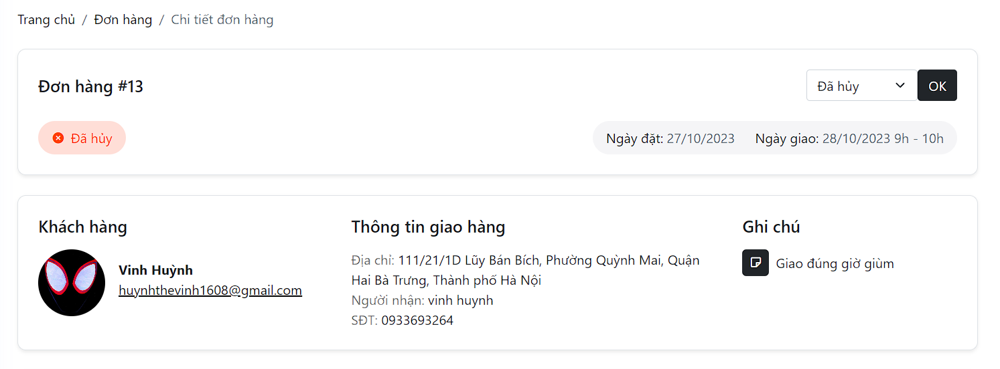 Trang chủ / Đơn hàng / Chi tiết đơn hàng
Đơn hàng #13
Đã hủy
OK
Đã hủy
Ngày đặt: 27/10/2023 Ngày giao: 28/10/2023 9h - 10h
Khách hàng
Vinh Huỳnh
huynhthevinh1608@gmail.com
Thông tin giao hàng
Địa chỉ: 111/21/1D Lũy Bán Bích, Phường Quỳnh Mai, Quận
Hai Bà Trưng, Thành phố Hà Nội
Người nhận: vinh huynh
SĐT: 0933693264
Ghi chú
Giao đúng giờ giùm